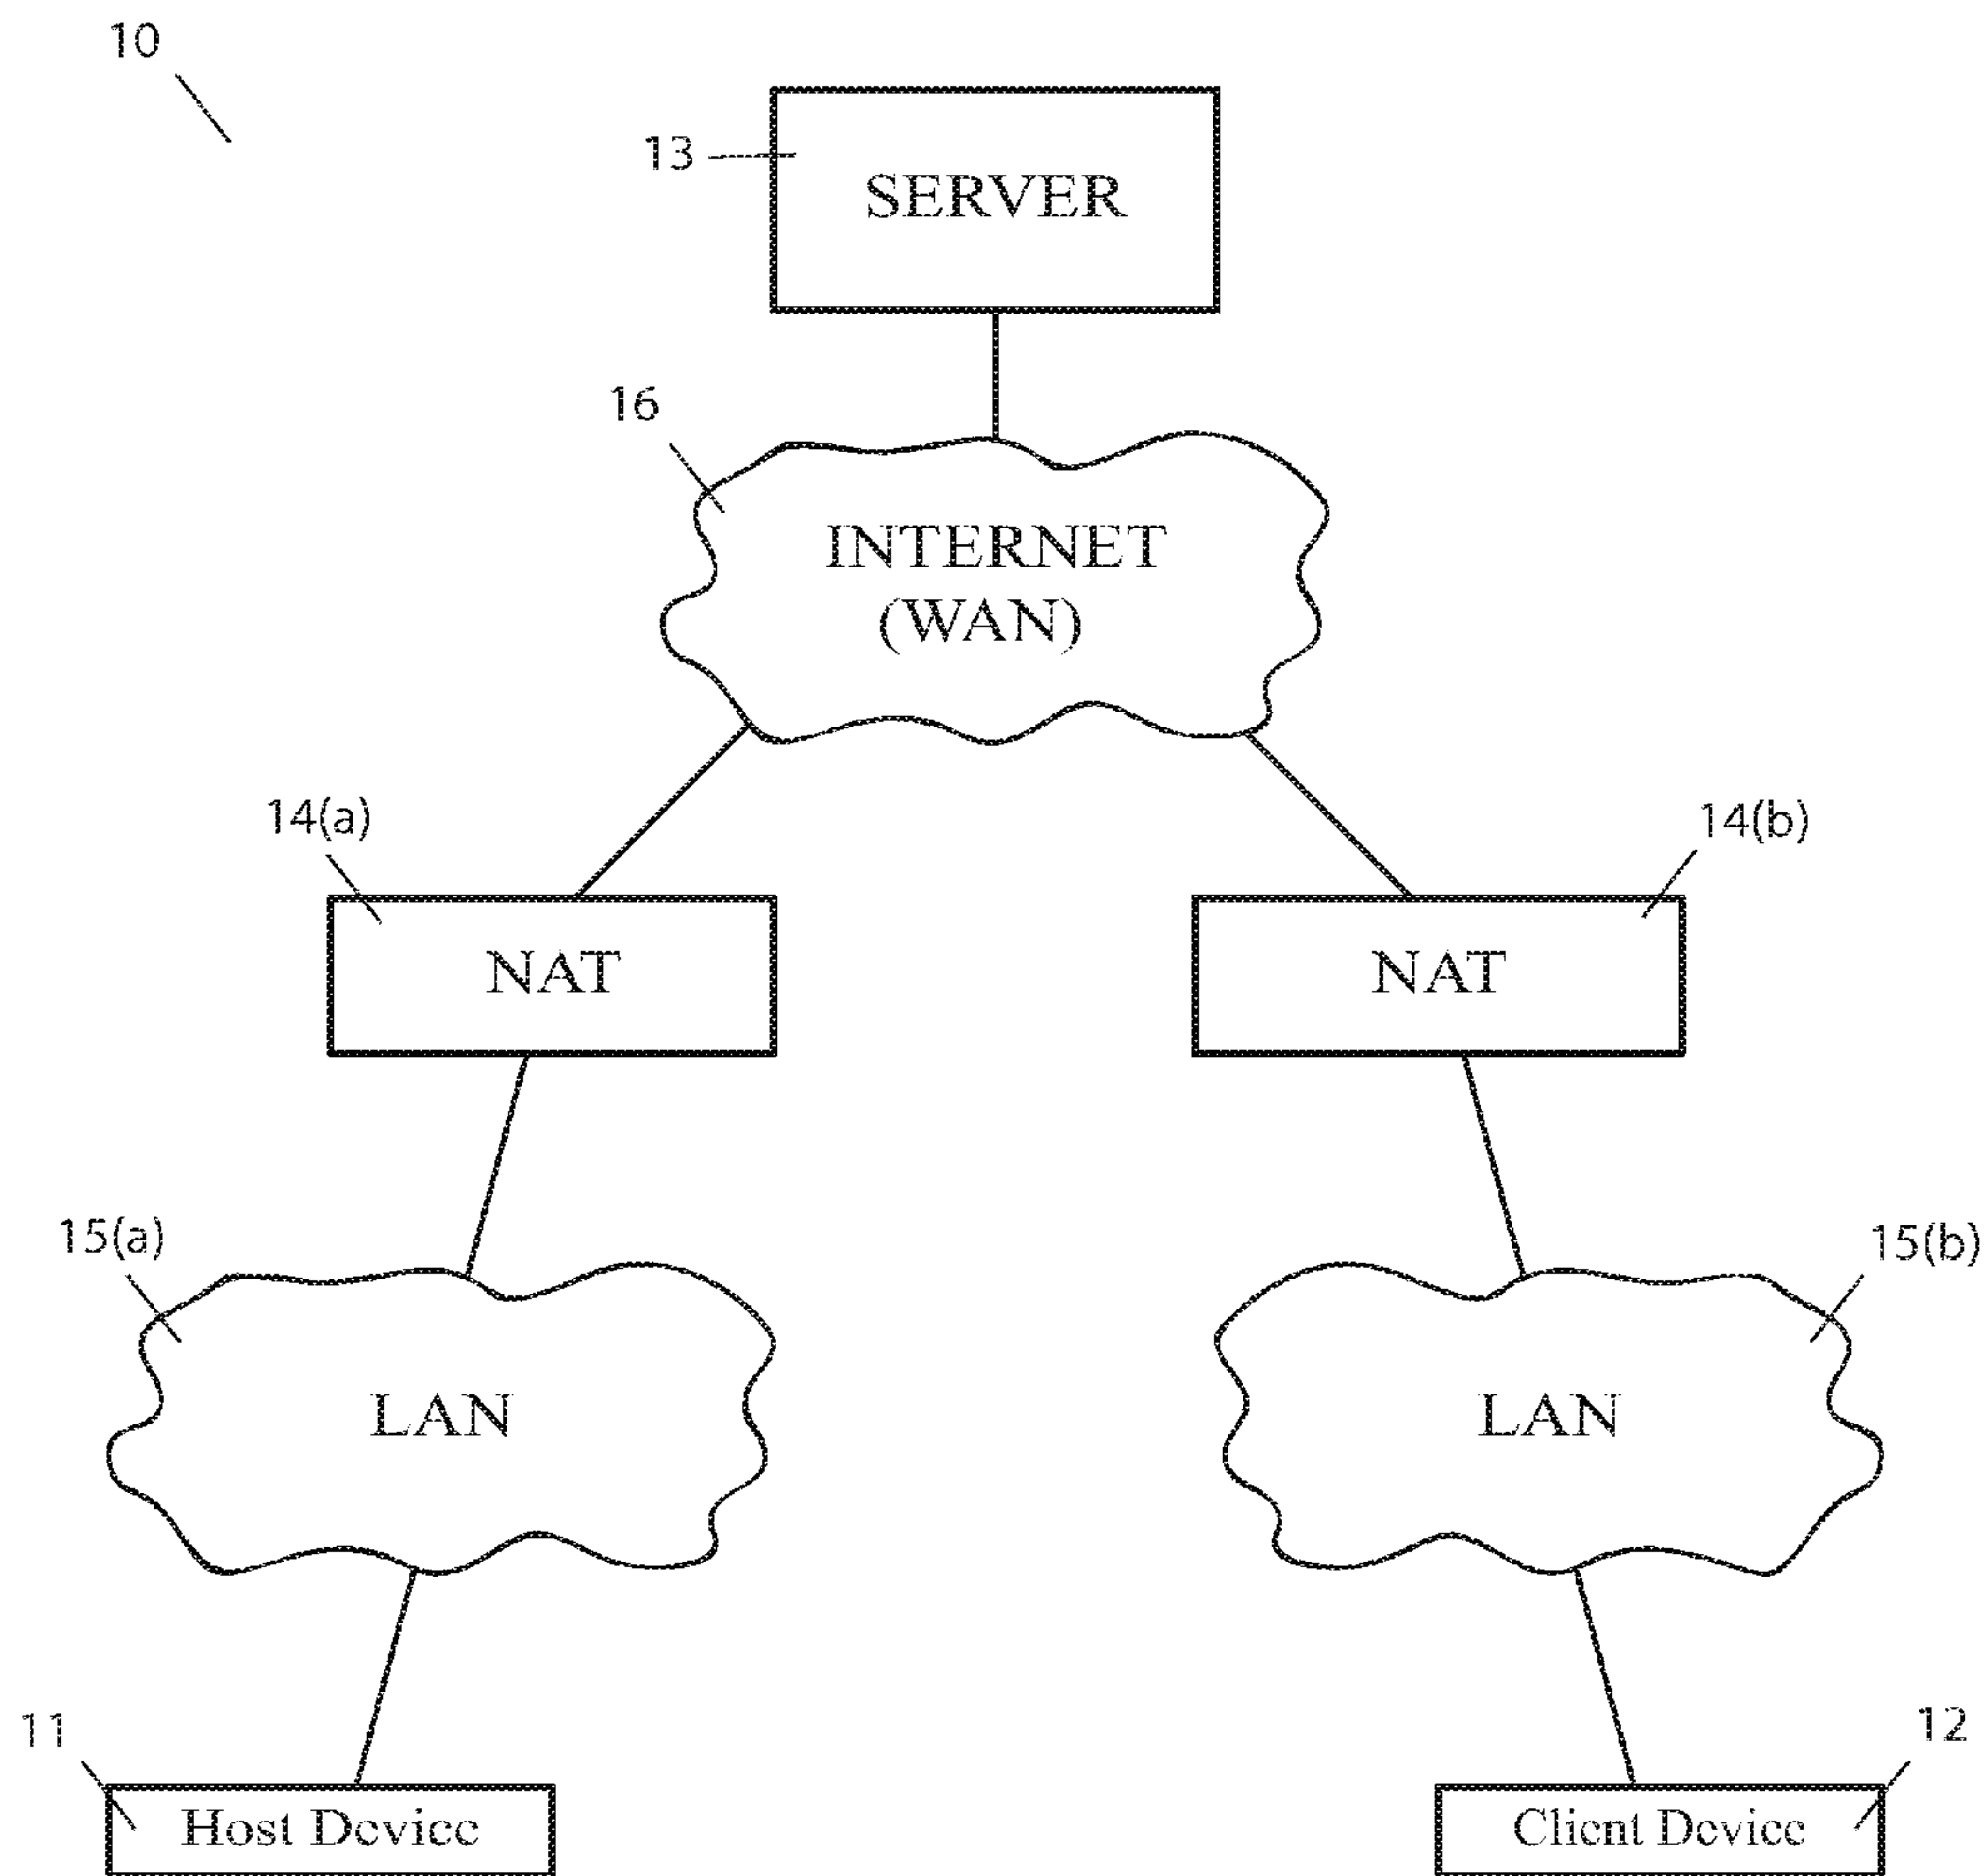 10
13
SERVER
16
INTERNET
(WAN)
14(a)
14(b)
NAT
NAT
15(a)
15(b)
LAN
LAN
11
12
Host Device
Client Device